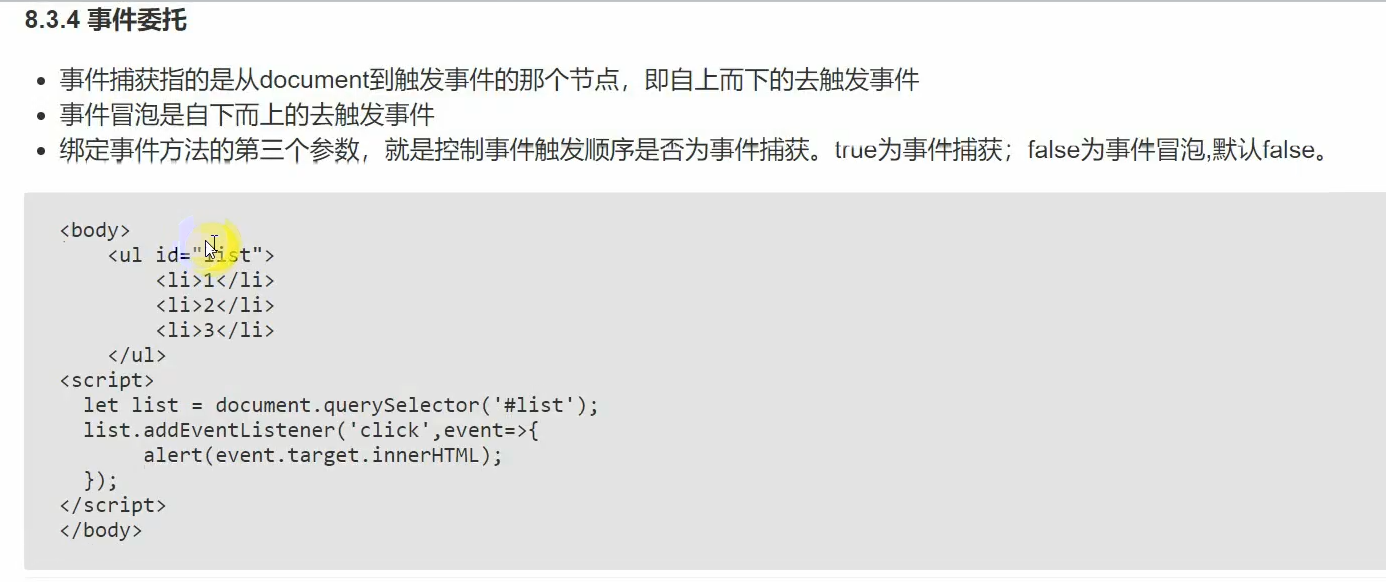 8.3.4 事件委托
• 事件捕获指的是从document到触发事件的那个节点，即自上而下的去触发事件
• 事件冒泡是自下而上的去触发事件
• 绑定事件方法的第三个参数，就是控制事件触发顺序是否为事件捕获。true为事件捕获；false为事件冒泡,默认false。
<body>
    <ul id="list">
        <li>1</li>
        <li>2</li>
        <li>3</li>
    </ul>
<script>
  let list = document.querySelector('#list');
  list.addEventListener('click',event=>{
       alert(event.target.innerHTML);
  });
</script>
</body>